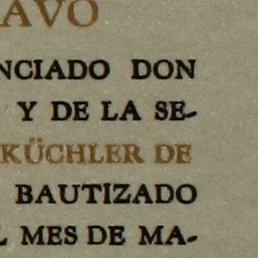 AVO
NCIADO DON
Y DE LA SE-
KÜCHLER DE
BAUTIZADO
L MES DE MA-